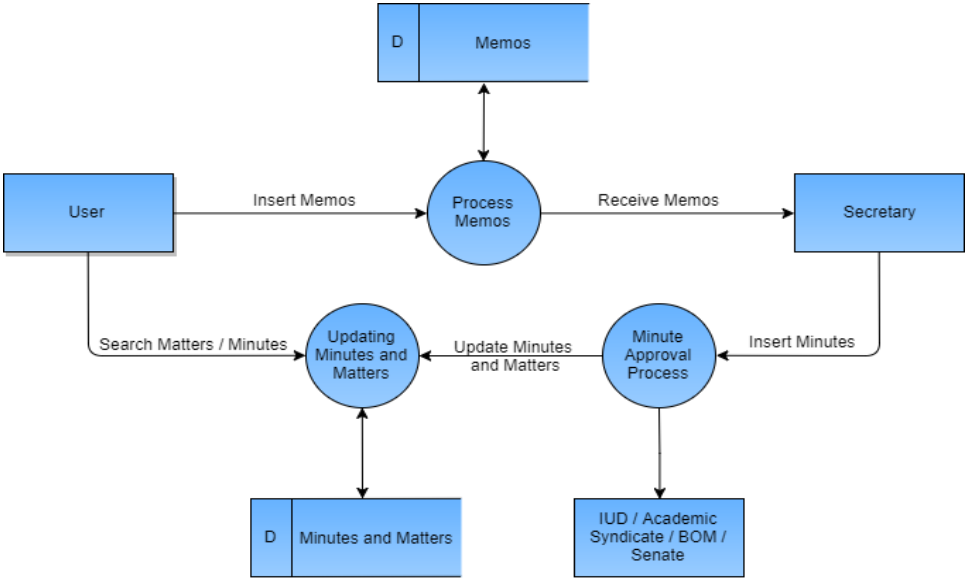 D
Memos
Insert Memos
Process
Memos
Receive Memos
User
Secretary
Search Matters / Minutes
Updating
Minutes and
Matters
Update Minutes
and Matters
Minute
Approval
Process
Insert Minutes
D
Minutes and Matters
IUD / Academic
Syndicate / BOM /
Senate